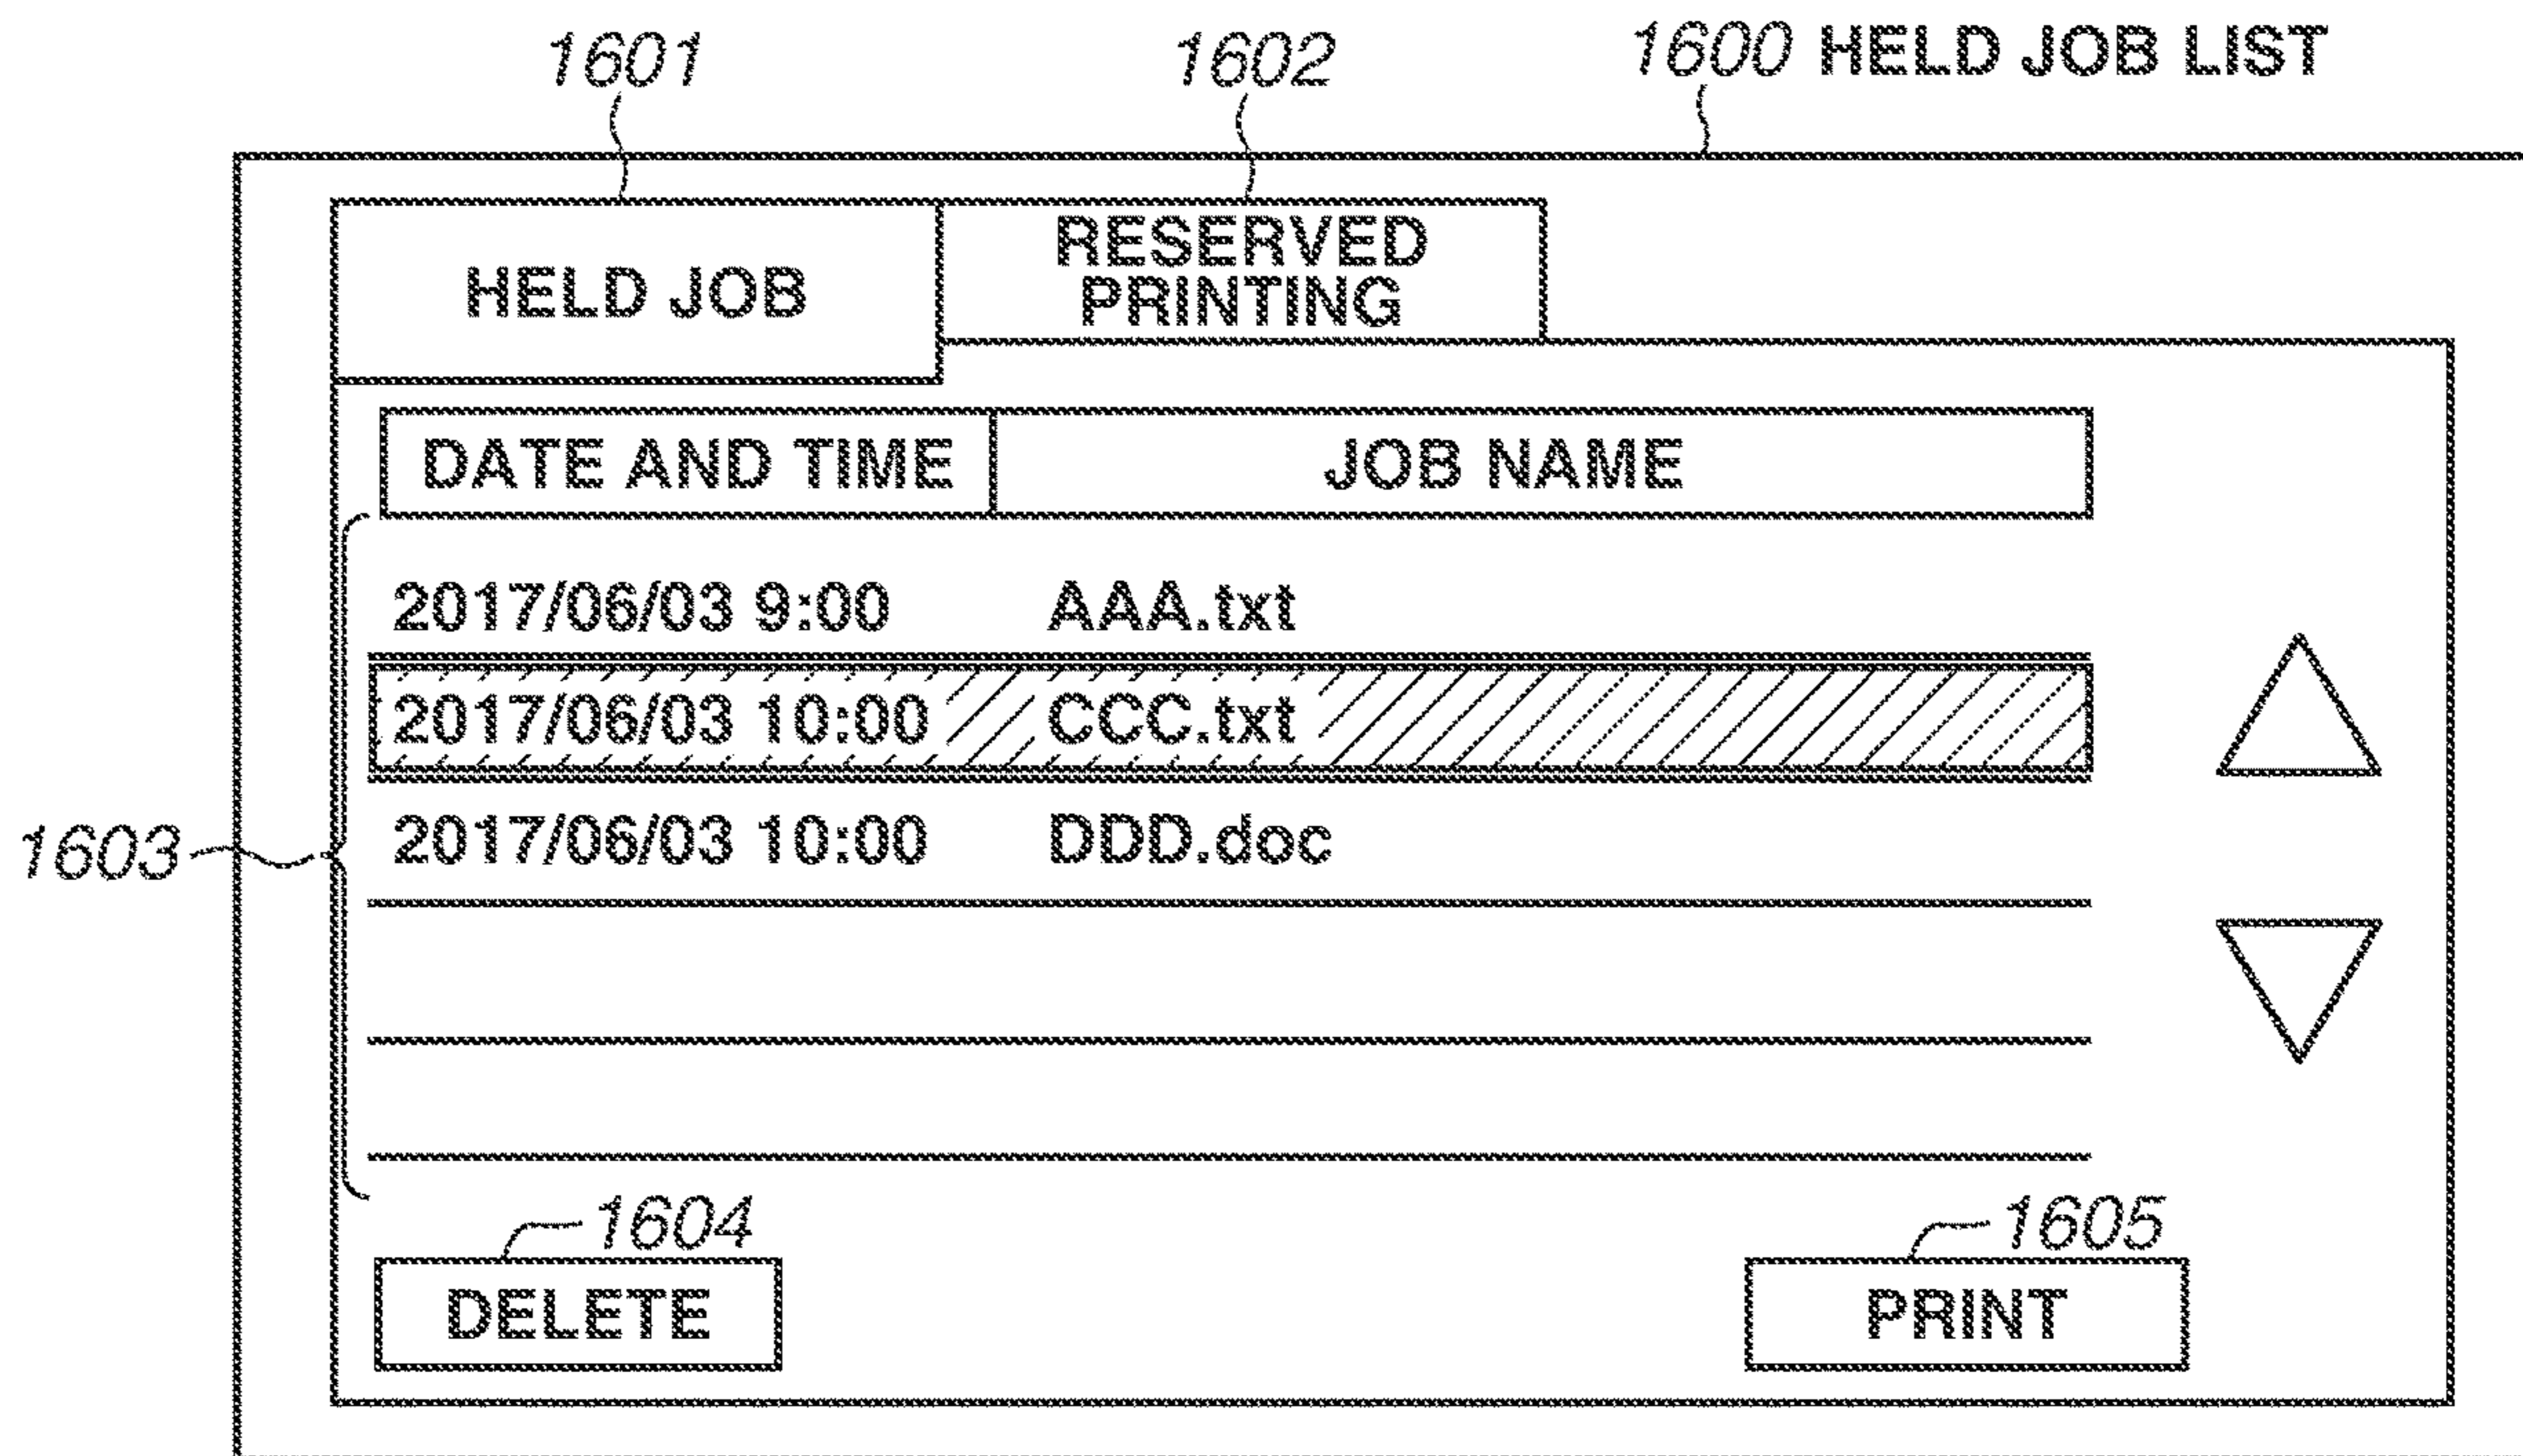 1601 1602 1600 HELD JOB LIST
HELD JOB
RESERVED
PRINTING
DATE AND TIME JOB NAME
2017/06/03 9:00 AAA.txt
2017/06/03 10:00 CCC.txt
2017/06/03 10:00 DDD.doc
1603
1604 1605
DELETE PRINT